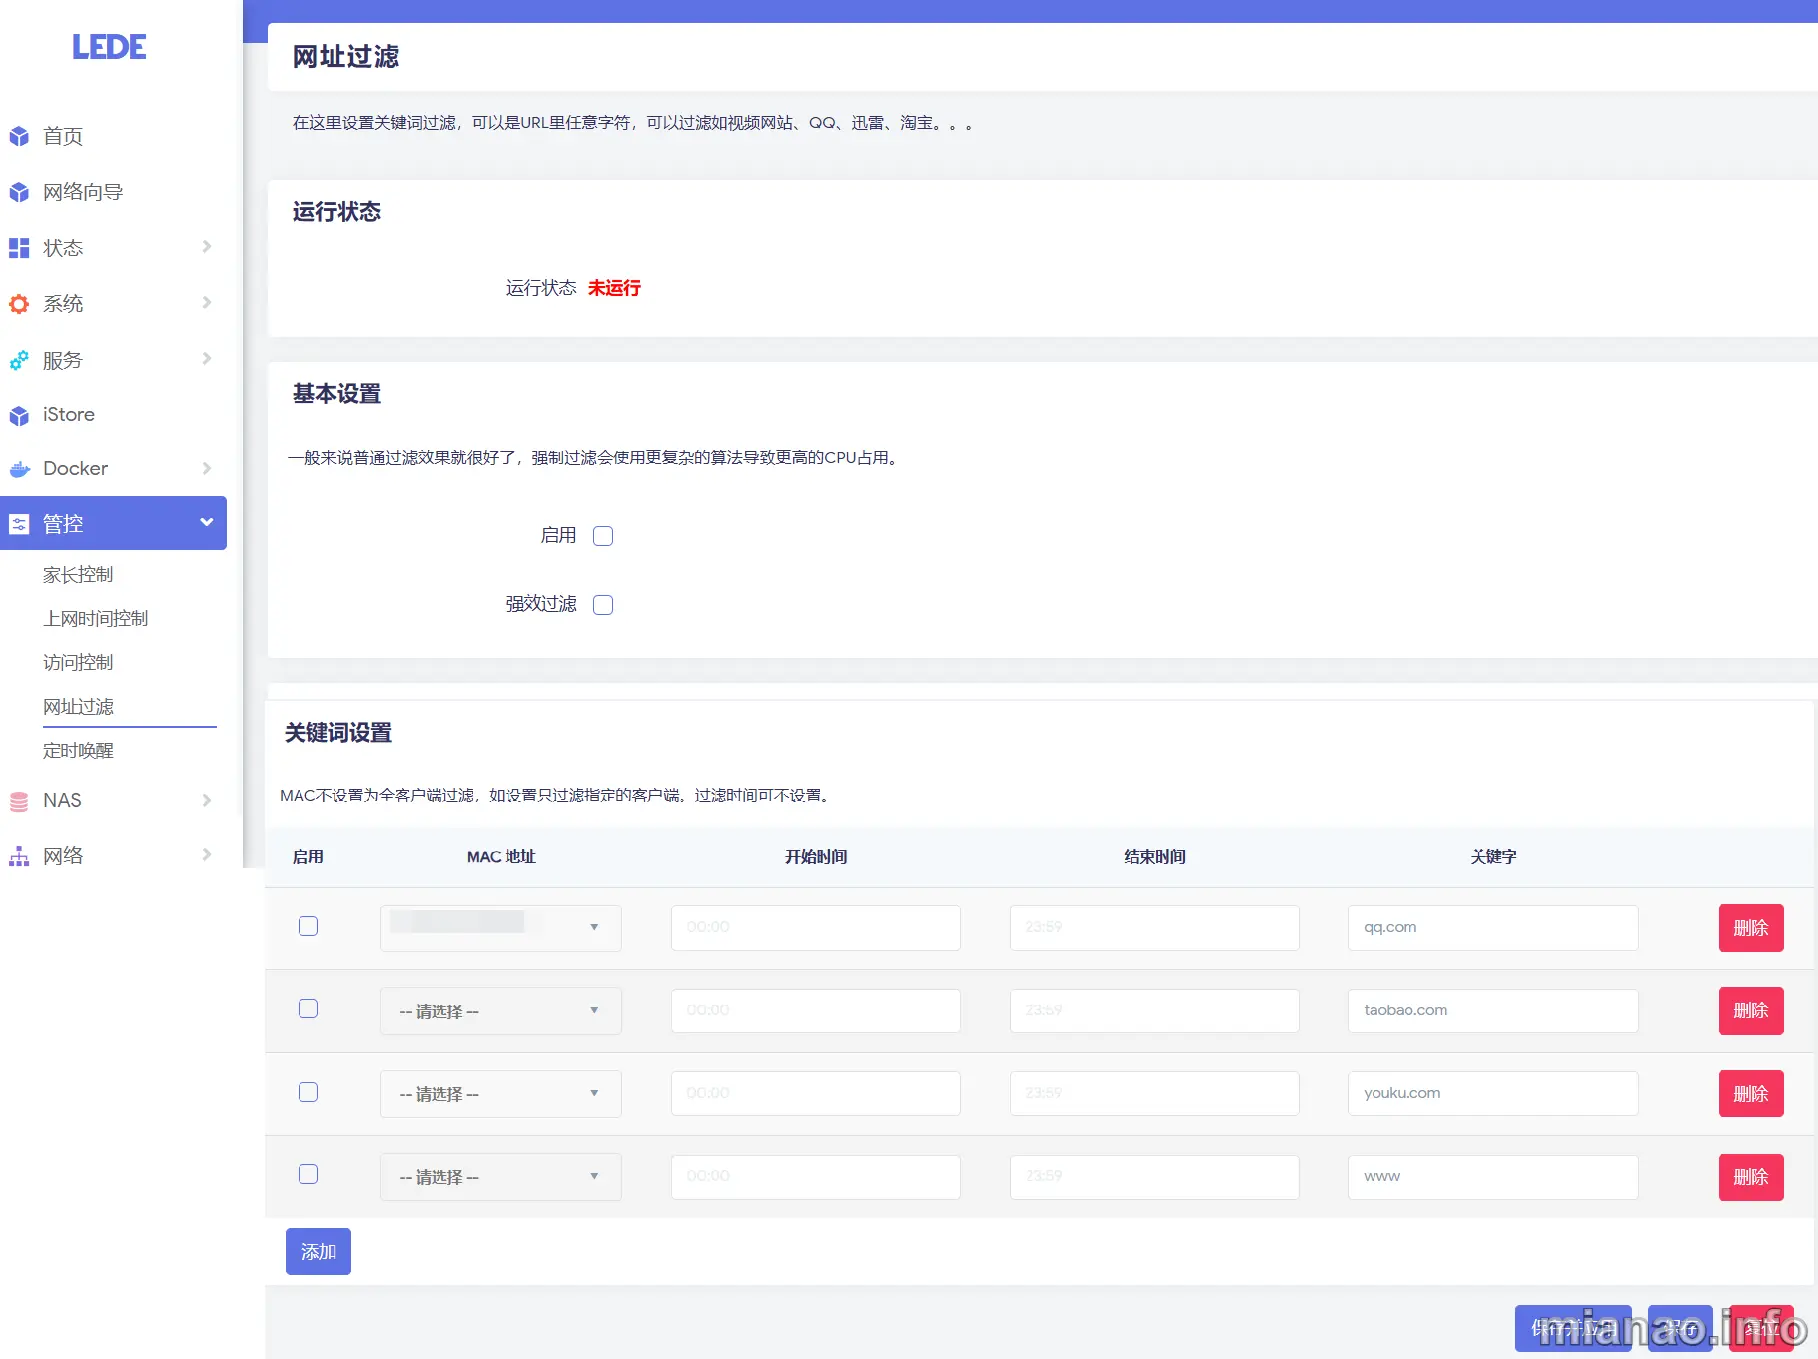 LEDE
首页
网络向导
状态
系统
服务
iStore
Docker
管控
家长控制
上网时间控制
访问控制
网址过滤
定时唤醒
NAS
网络
网址过滤
在这里设置关键词过滤，可以是URL里任意字符，可以过滤如视频网站、QQ、迅雷、淘宝。。。
运行状态
运行状态 未运行
基本设置
一般来说普通过滤效果就很好了，强制过滤会使用更复杂的算法导致更高的CPU占用。
启用
强效过滤
关键词设置
MAC不设置为全客户端过滤，如设置只过滤指定的客户端。过滤时间可不设置。
启用 MAC 地址 开始时间 结束时间 关键字
00:00 23:59 qq.com 删除
-- 请选择 -- 00:00 23:59 taobao.com 删除
-- 请选择 -- 00:00 23:59 youku.com 删除
-- 请选择 -- 00:00 23:59 www 删除
添加
保存并应用 保存 复位
mianao.info